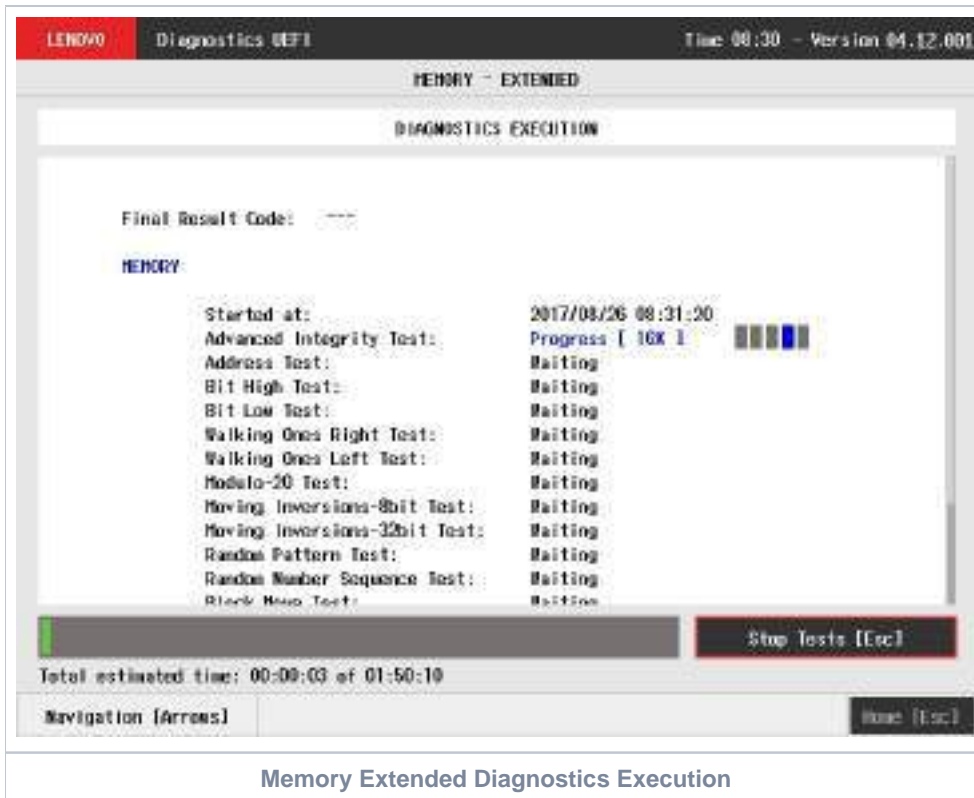 LENOVO Diagnostics UEFI Time 08:30 - Version 04.12.001
MEMORY - EXTENDED
DIAGNOSTICS EXECUTION
Final Result Code: ---
MEMORY
Started at: 2017/08/26 08:31:20
Advanced Integrity Test: Progress [ 16% ]
Address Test: Waiting
Bit High Test: Waiting
Bit Low Test: Waiting
Walking Ones Right Test: Waiting
Walking Ones Left Test: Waiting
Modulo-20 Test: Waiting
Moving Inversions-8bit Test: Waiting
Moving Inversions-32bit Test: Waiting
Random Pattern Test: Waiting
Random Number Sequence Test: Waiting
Block Move Test: Waiting
Stop Tests [Esc]
Total estimated time: 00:00:03 of 01:50:10
Navigation [Arrows] Home [Esc]
Memory Extended Diagnostics Execution